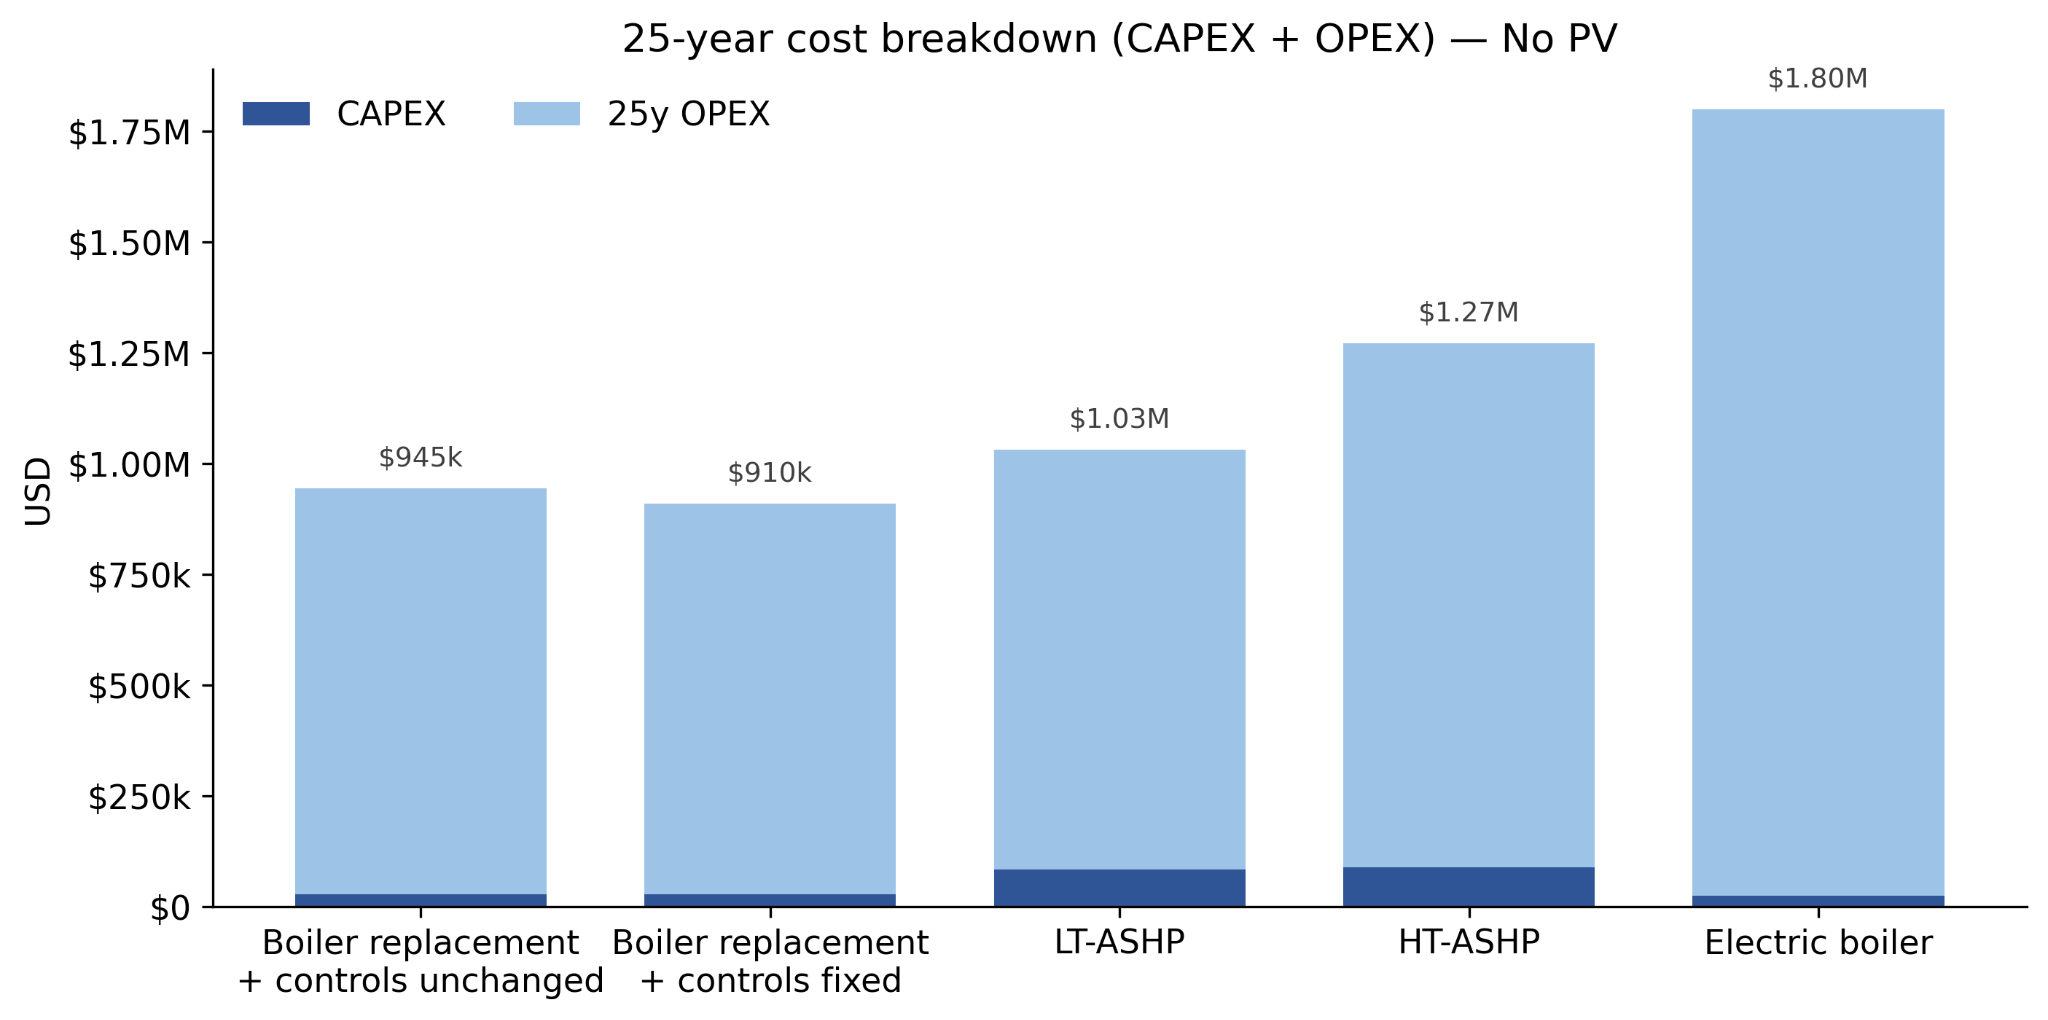 25-year cost breakdown (CAPEX + OPEX) — No PV
CAPEX
25y OPEX
USD
$1.75M
$1.50M
$1.25M
$1.00M
$750k
$500k
$250k
$0
$945k
$910k
$1.03M
$1.27M
$1.80M
Boiler replacement
+ controls unchanged
Boiler replacement
+ controls fixed
LT-ASHP
HT-ASHP
Electric boiler